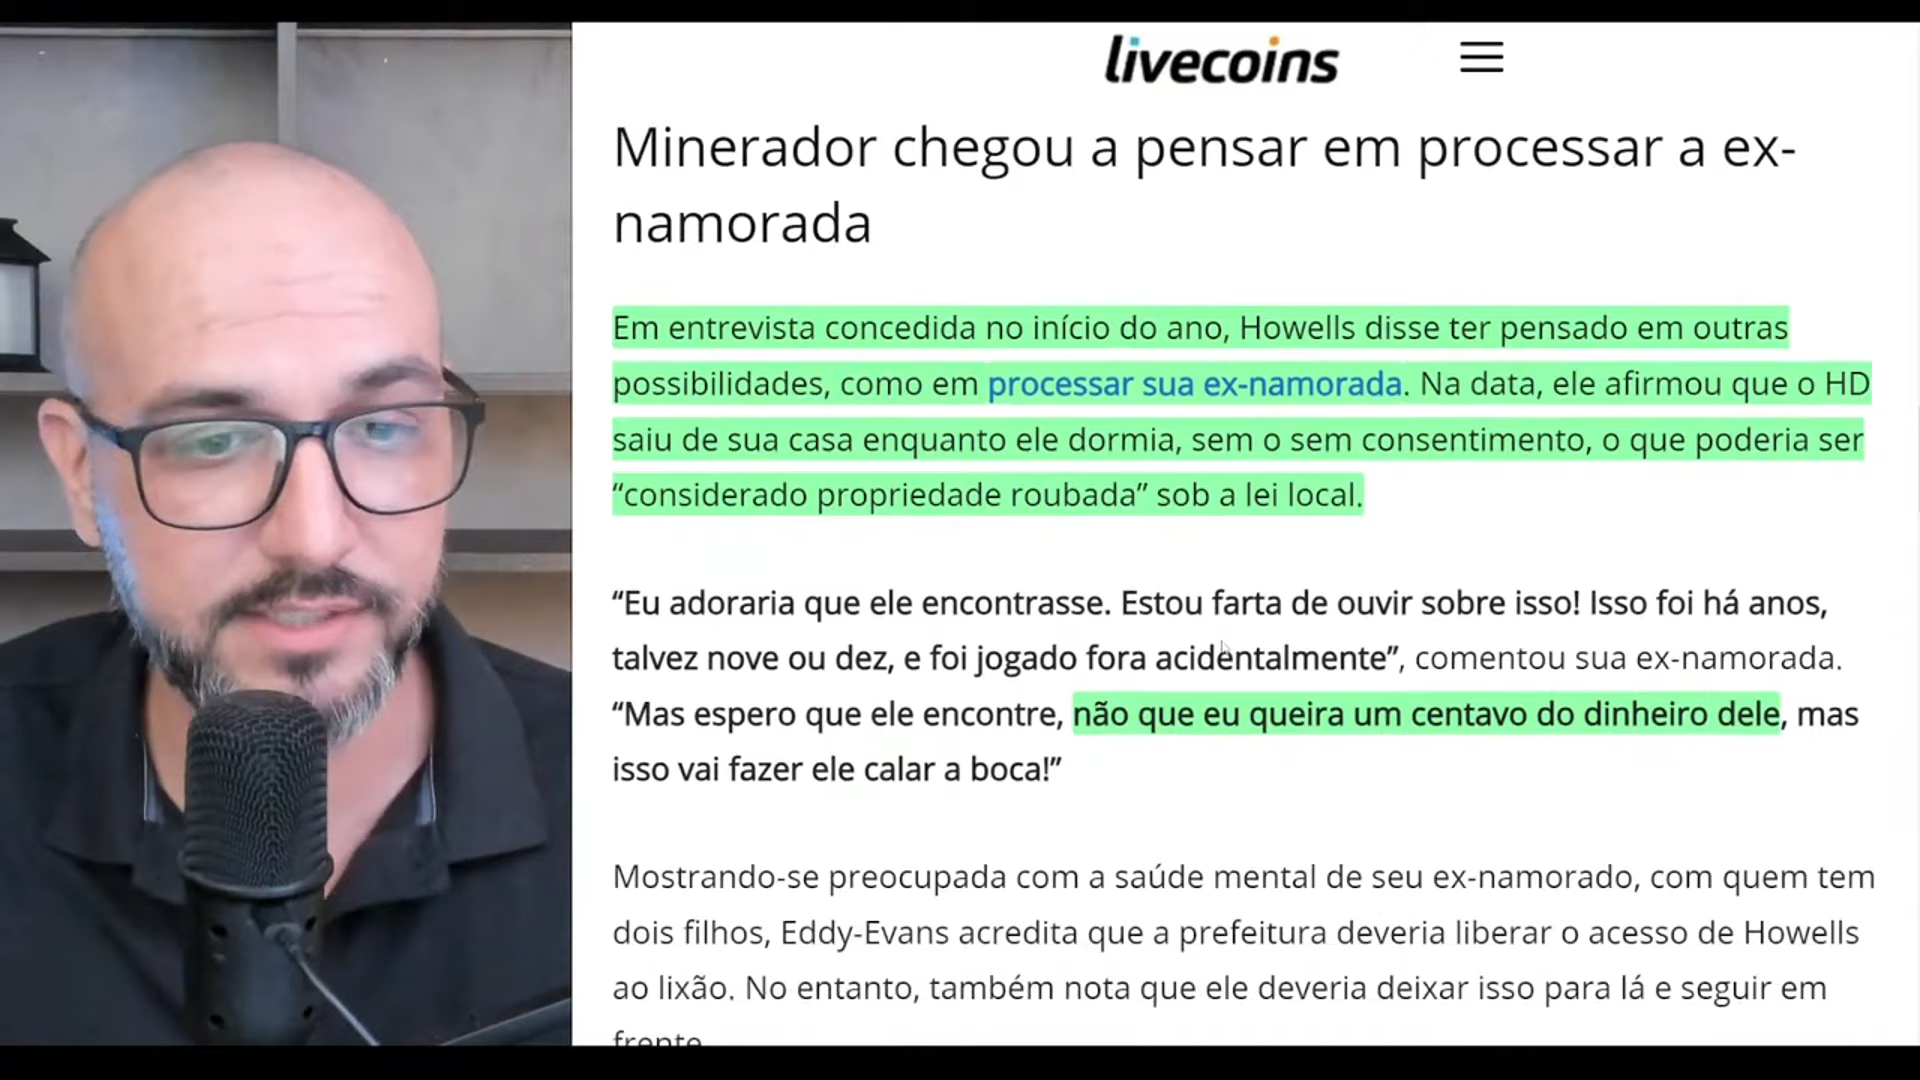 livecoins
Minerador chegou a pensar em processar a ex-
namorada
Em entrevista concedida no início do ano, Howells disse ter pensado em outras
possibilidades, como em processar sua ex-namorada. Na data, ele afirmou que o HD
saiu de sua casa enquanto ele dormia, sem o sem consentimento, o que poderia ser
“considerado propriedade roubada” sob a lei local.
“Eu adoraria que ele encontrasse. Estou farta de ouvir sobre isso! Isso foi há anos,
talvez nove ou dez, e foi jogado fora acidentalmente”, comentou sua ex-namorada.
“Mas espero que ele encontre, não que eu queira um centavo do dinheiro dele, mas
isso vai fazer ele calar a boca!”
Mostrando-se preocupada com a saúde mental de seu ex-namorado, com quem tem
dois filhos, Eddy-Evans acredita que a prefeitura deveria liberar o acesso de Howells
ao lixão. No entanto, também nota que ele deveria deixar isso para lá e seguir em
frente.